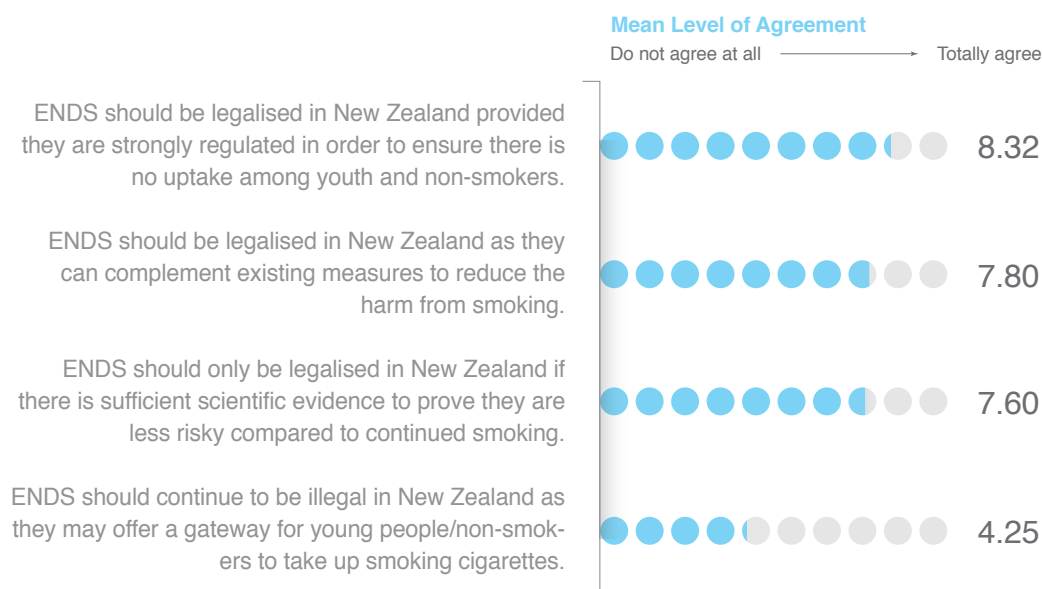 Mean Level of Agreement
Do not agree at all
Totally agree
ENDS should be legalised in New Zealand provided
they are strongly regulated in order to ensure there is
no uptake among youth and non-smokers.
8.32
ENDS should be legalised in New Zealand as they
can complement existing measures to reduce the
harm from smoking.
7.80
ENDS should only be legalised in New Zealand if
there is sufficient scientific evidence to prove they are
less risky compared to continued smoking.
7.60
ENDS should continue to be illegal in New Zealand as
they may offer a gateway for young people/non-smok-
ers to take up smoking cigarettes.
4.25